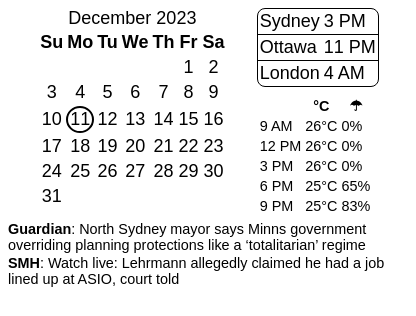 December 2023
Su Mo Tu We Th Fr Sa
1 2
3 4 5 6 7 8 9
10 11 12 13 14 15 16
17 18 19 20 21 22 23
24 25 26 27 28 29 30
31
Sydney 3 PM
Ottawa 11 PM
London 4 AM
°C ☂
9 AM 26°C 0%
12 PM 26°C 0%
3 PM 26°C 0%
6 PM 25°C 65%
9 PM 25°C 83%
Guardian: North Sydney mayor says Minns government
overriding planning protections like a ‘totalitarian’ regime
SMH: Watch live: Lehrmann allegedly claimed he had a job
lined up at ASIO, court told